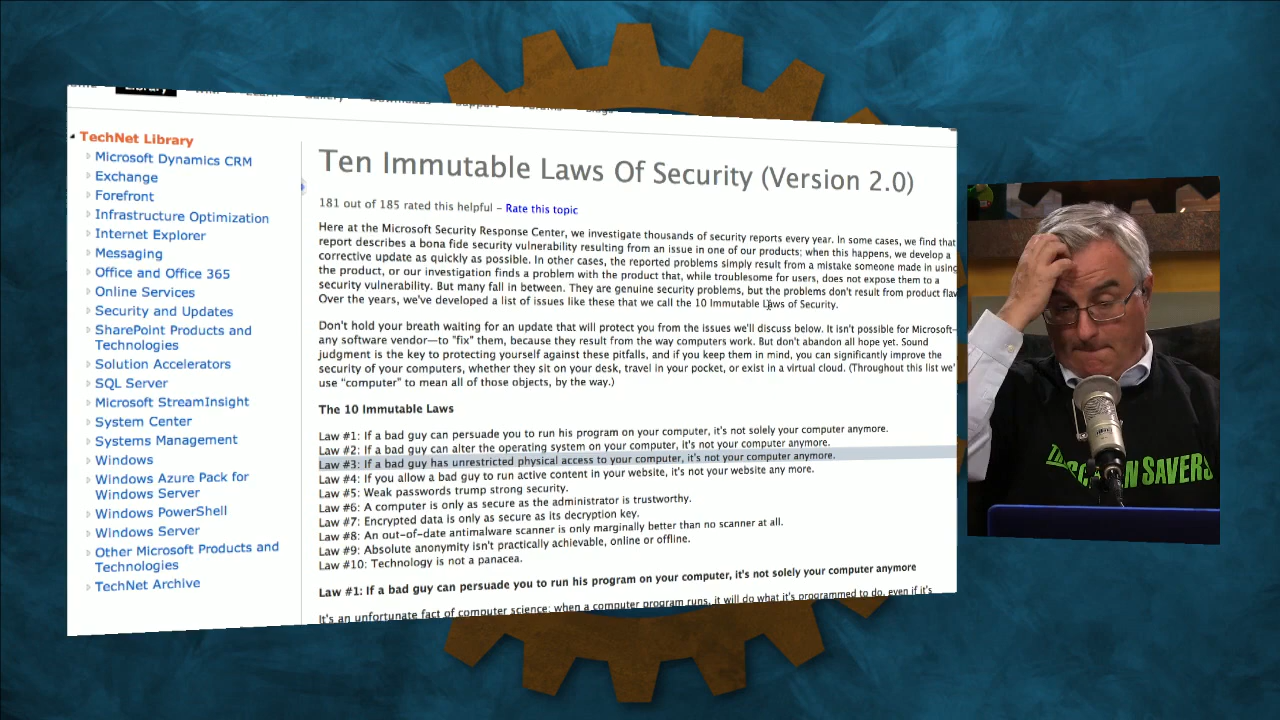 Library
TechNet Library
Microsoft Dynamics CRM
Exchange
Forefront
Infrastructure Optimization
Internet Explorer
Messaging
Office and Office 365
Online Services
Security and Updates
SharePoint Products and
Technologies
Solution Accelerators
SQL Server
Microsoft StreamInsight
System Center
Systems Management
Windows
Windows Azure Pack for
Windows Server
Windows PowerShell
Windows Server
Other Microsoft Products and
Technologies
TechNet Archive
Ten Immutable Laws Of Security (Version 2.0)
181 out of 185 rated this helpful - Rate this topic
Here at the Microsoft Security Response Center, we investigate thousands of security reports every year. In some cases, we find that
report describes a bona fide security vulnerability resulting from an issue in one of our products; when this happens, we develop a
corrective update as quickly as possible. In other cases, the reported problems simply result from a mistake someone made in using
the product, or our investigation finds a problem with the product that, while troublesome for users, does not expose them to a
security vulnerability. But many fall in between. They are genuine security problems, but the problems don't result from product flaw
Over the years, we've developed a list of issues like these that we call the 10 Immutable Laws of Security.
Don't hold your breath waiting for an update that will protect you from the issues we'll discuss below. It isn't possible for Microsoft—
any software vendor—to "fix" them, because they result from the way computers work. But don't abandon all hope yet. Sound
judgment is the key to protecting yourself against these pitfalls, and if you keep them in mind, you can significantly improve the
security of your computers, whether they sit on your desk, travel in your pocket, or exist in a virtual cloud. (Throughout this list we'
use "computer" to mean all of those objects, by the way.)
The 10 Immutable Laws
Law #1: If a bad guy can persuade you to run his program on your computer, it's not solely your computer anymore.
Law #2: If a bad guy can alter the operating system on your computer, it's not your computer anymore.
Law #3: If a bad guy has unrestricted physical access to your computer, it's not your computer anymore.
Law #4: If you allow a bad guy to run active content in your website, it's not your website any more.
Law #5: Weak passwords trump strong security.
Law #6: A computer is only as secure as the administrator is trustworthy.
Law #7: Encrypted data is only as secure as its decryption key.
Law #8: An out-of-date antimalware scanner is only marginally better than no scanner at all.
Law #9: Absolute anonymity isn't practically achievable, online or offline.
Law #10: Technology is not a panacea.
Law #1: If a bad guy can persuade you to run his program on your computer, it's not solely your computer anymore
It's an unfortunate fact of computer science: when a computer program runs, it will do what it's programmed to do, even if it's
SAVERS